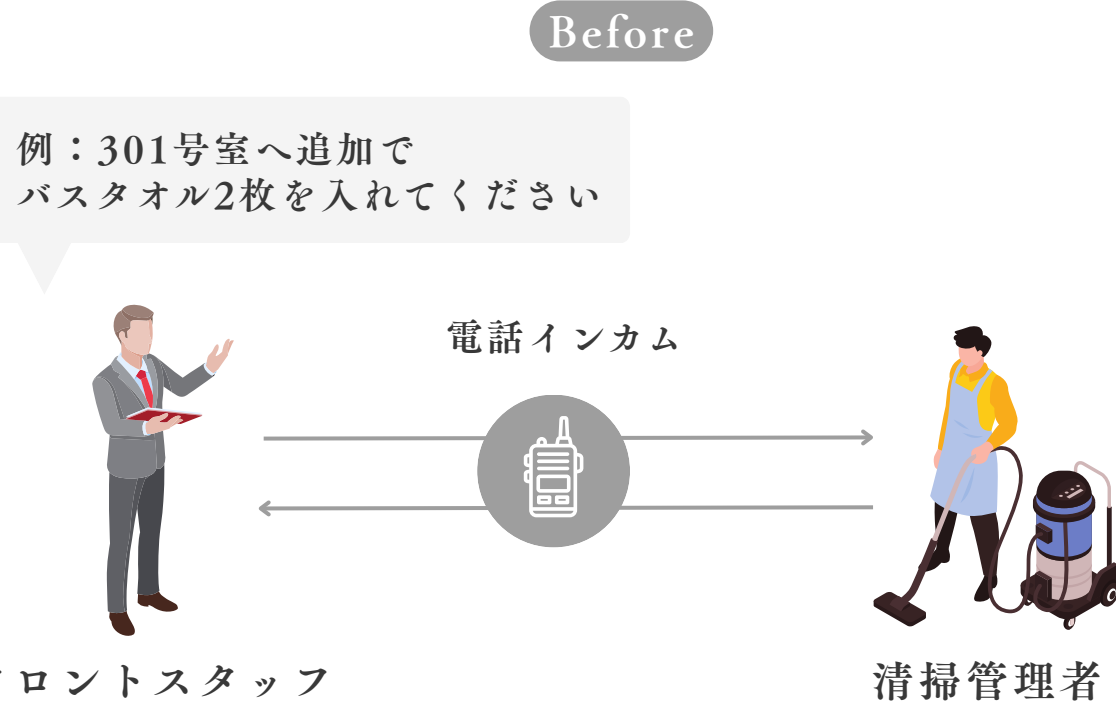 Before
例：301号室へ追加で
バスタオル2枚を入れてください
電話インカム
フロントスタッフ
清掃管理者